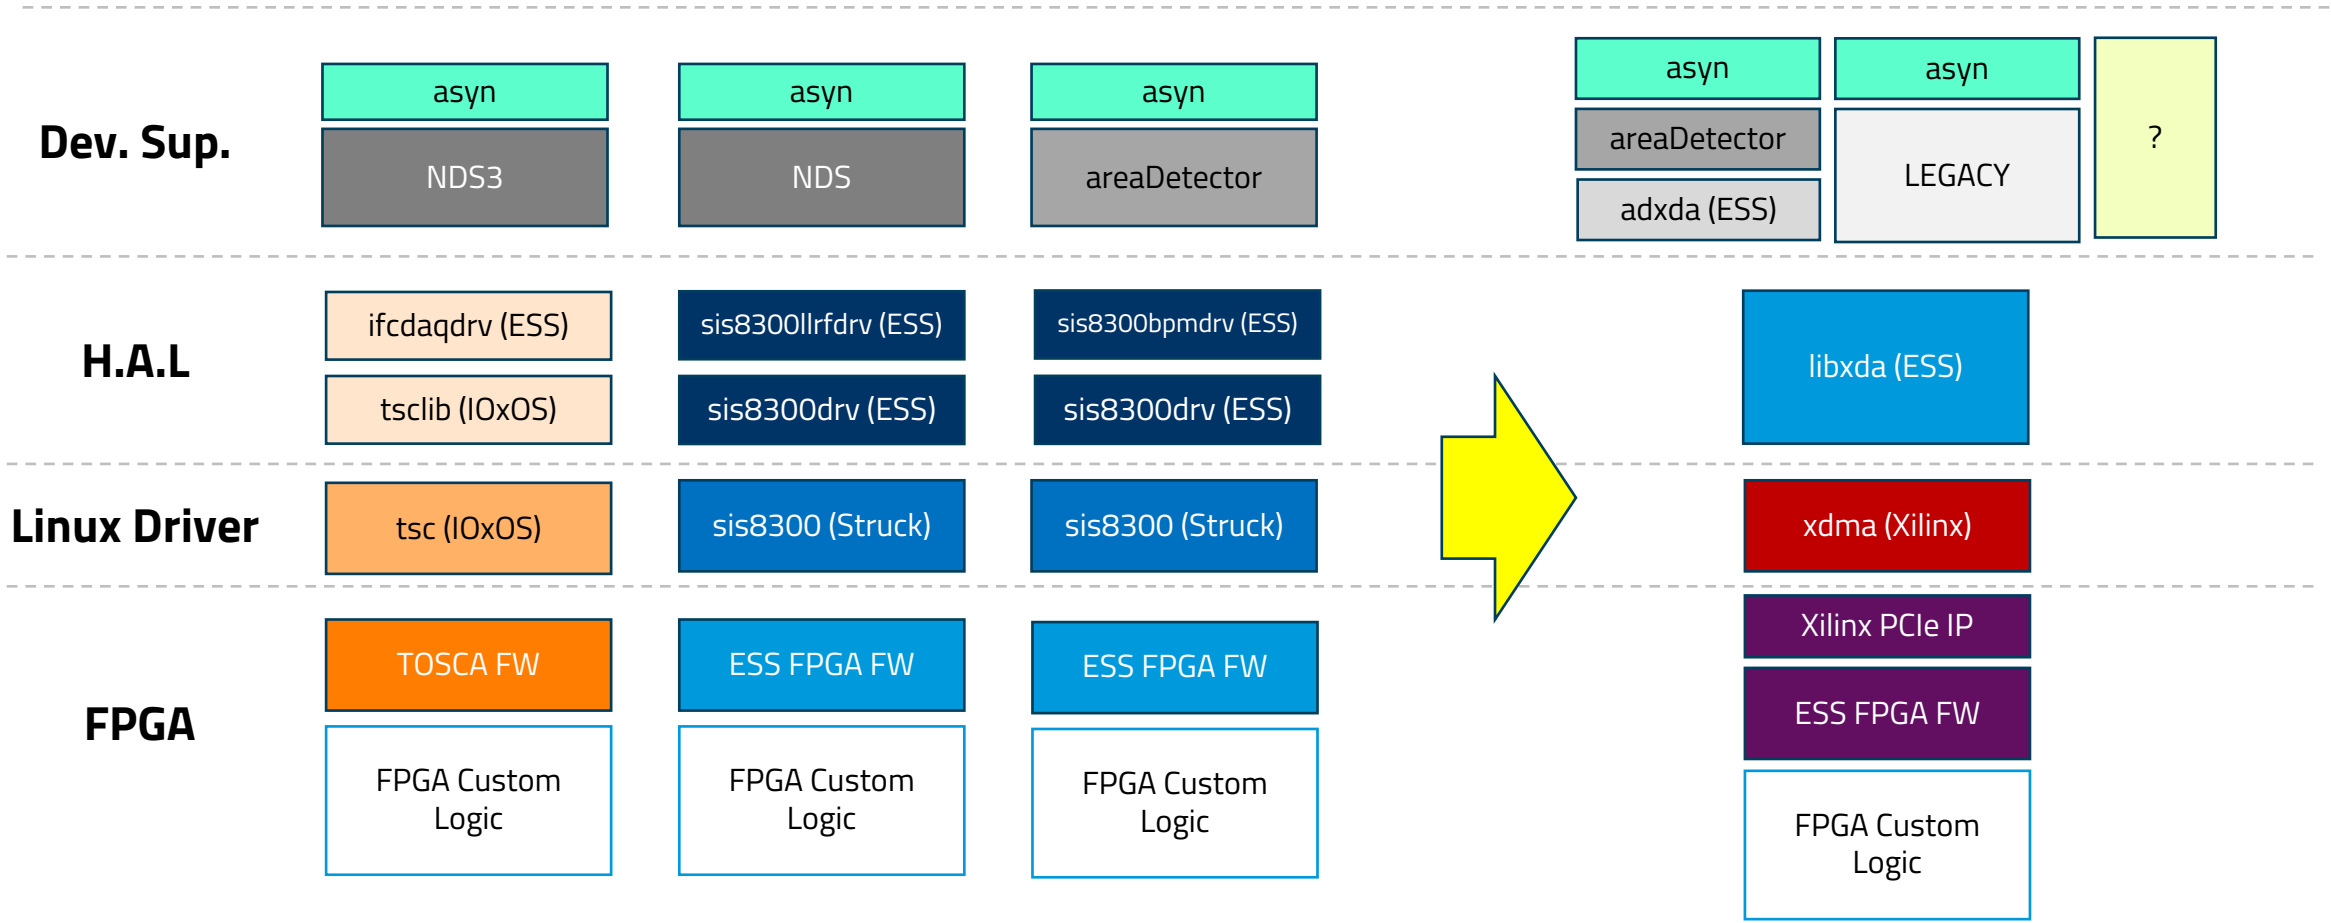 Dev. Sup.
asyn
NDS3
asyn
NDS
asyn
areaDetector
asyn
areaDetector
adxda (ESS)
asyn
LEGACY
?
H.A.L
ifcdaqdrv (ESS)
tsclib (IOxOS)
sis8300llrfdrv (ESS)
sis8300drv (ESS)
sis8300bpmdrv (ESS)
sis8300drv (ESS)
libxda (ESS)
Linux Driver
tsc (IOxOS)
sis8300 (Struck)
sis8300 (Struck)
xdma (Xilinx)
FPGA
TOSCA FW
FPGA Custom
Logic
ESS FPGA FW
FPGA Custom
Logic
ESS FPGA FW
FPGA Custom
Logic
Xilinx PCIe IP
ESS FPGA FW
FPGA Custom
Logic